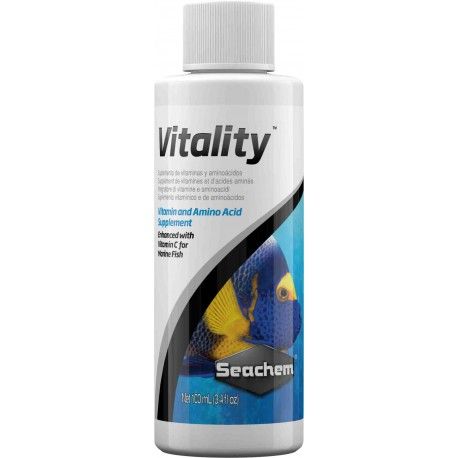 Vitality™
Suplemento de vitaminas y aminoácidos
Supplément de vitamines et d'acides aminés
Integratore di vitamine e aminoacidi
Suplemento vitamínico e de aminoácidos
Vitamin and Amino Acid
Supplement
Enhanced with
Vitamin C for
Marine Fish
Seachem
Net 100 mL (3.4 fl oz)